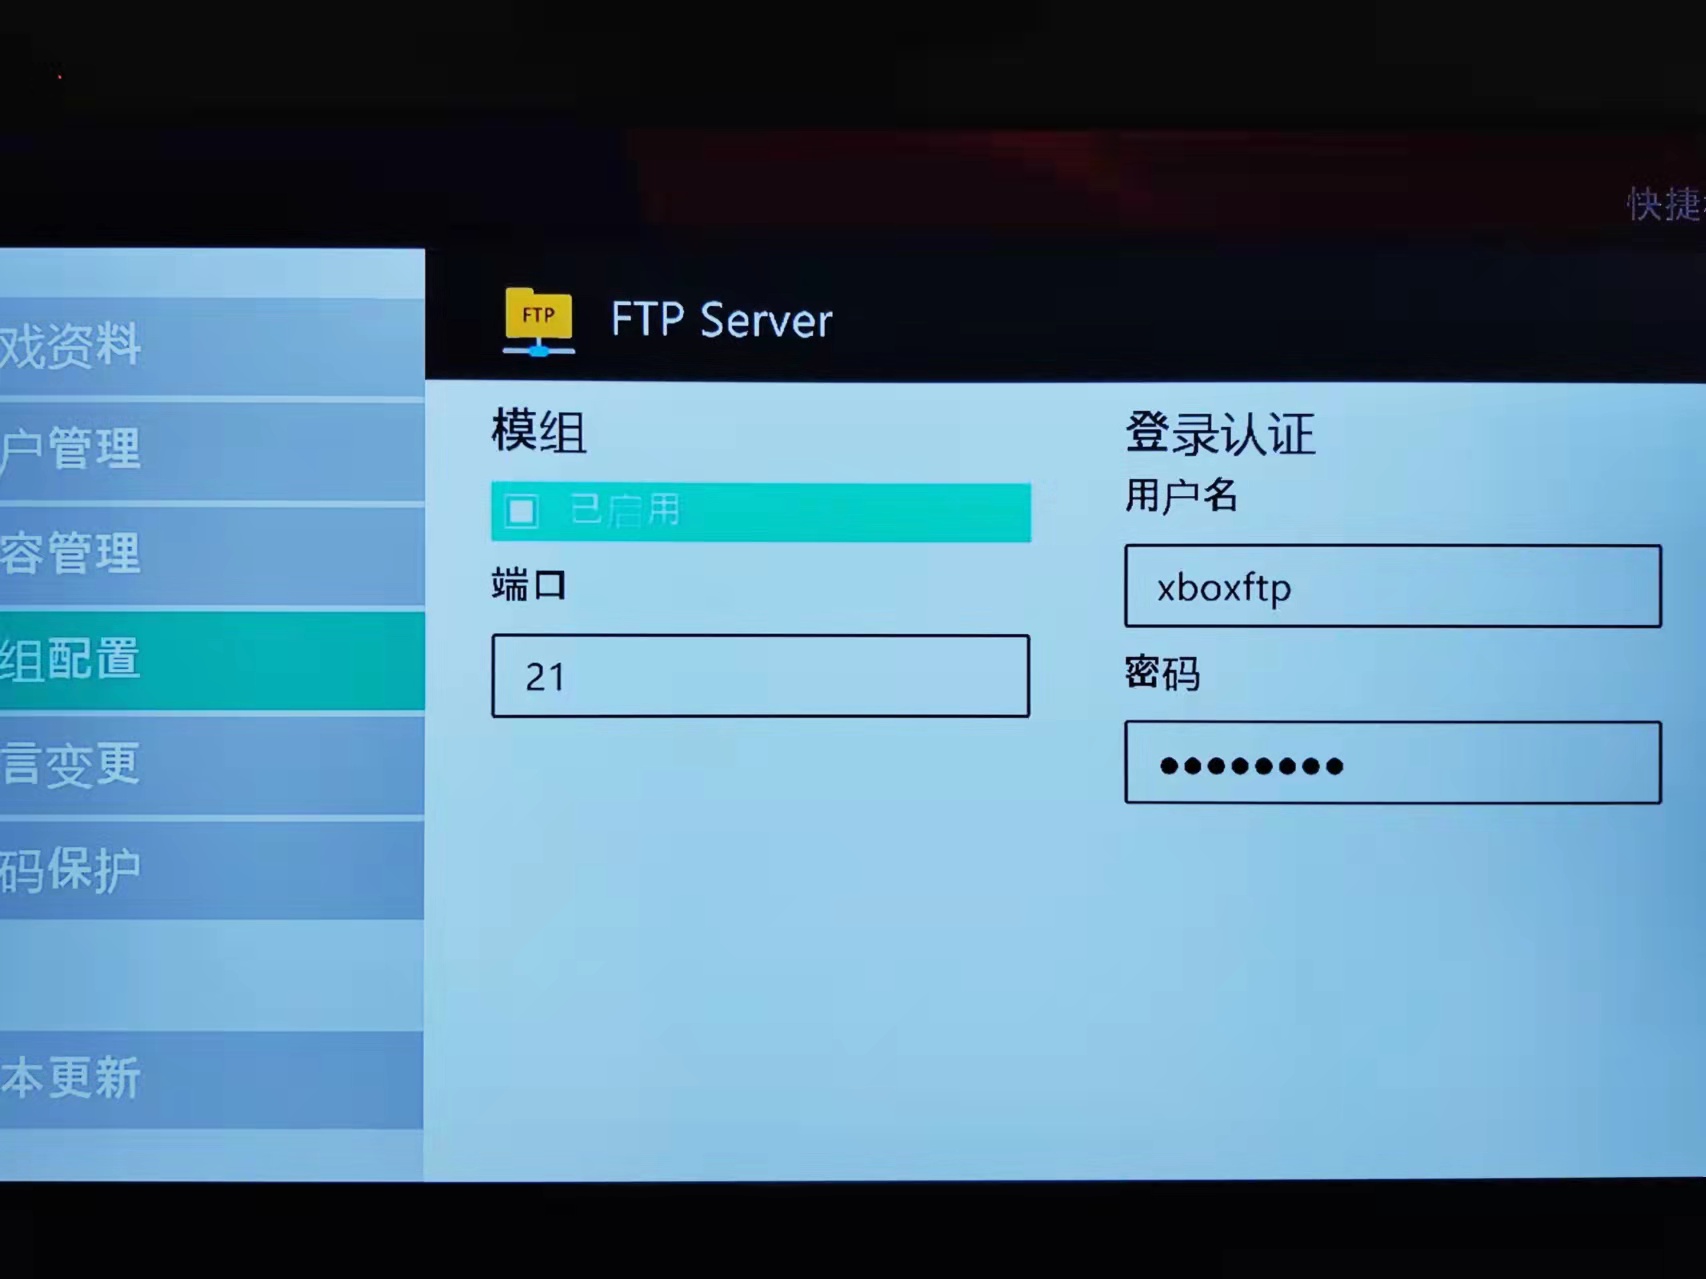 快捷
戏资料
户管理
容管理
组配置
言变更
码保护
本更新
FTP
FTP Server
模组
已启用
端口
21
登录认证
用户名
xboxftp
密码
●●●●●●●●